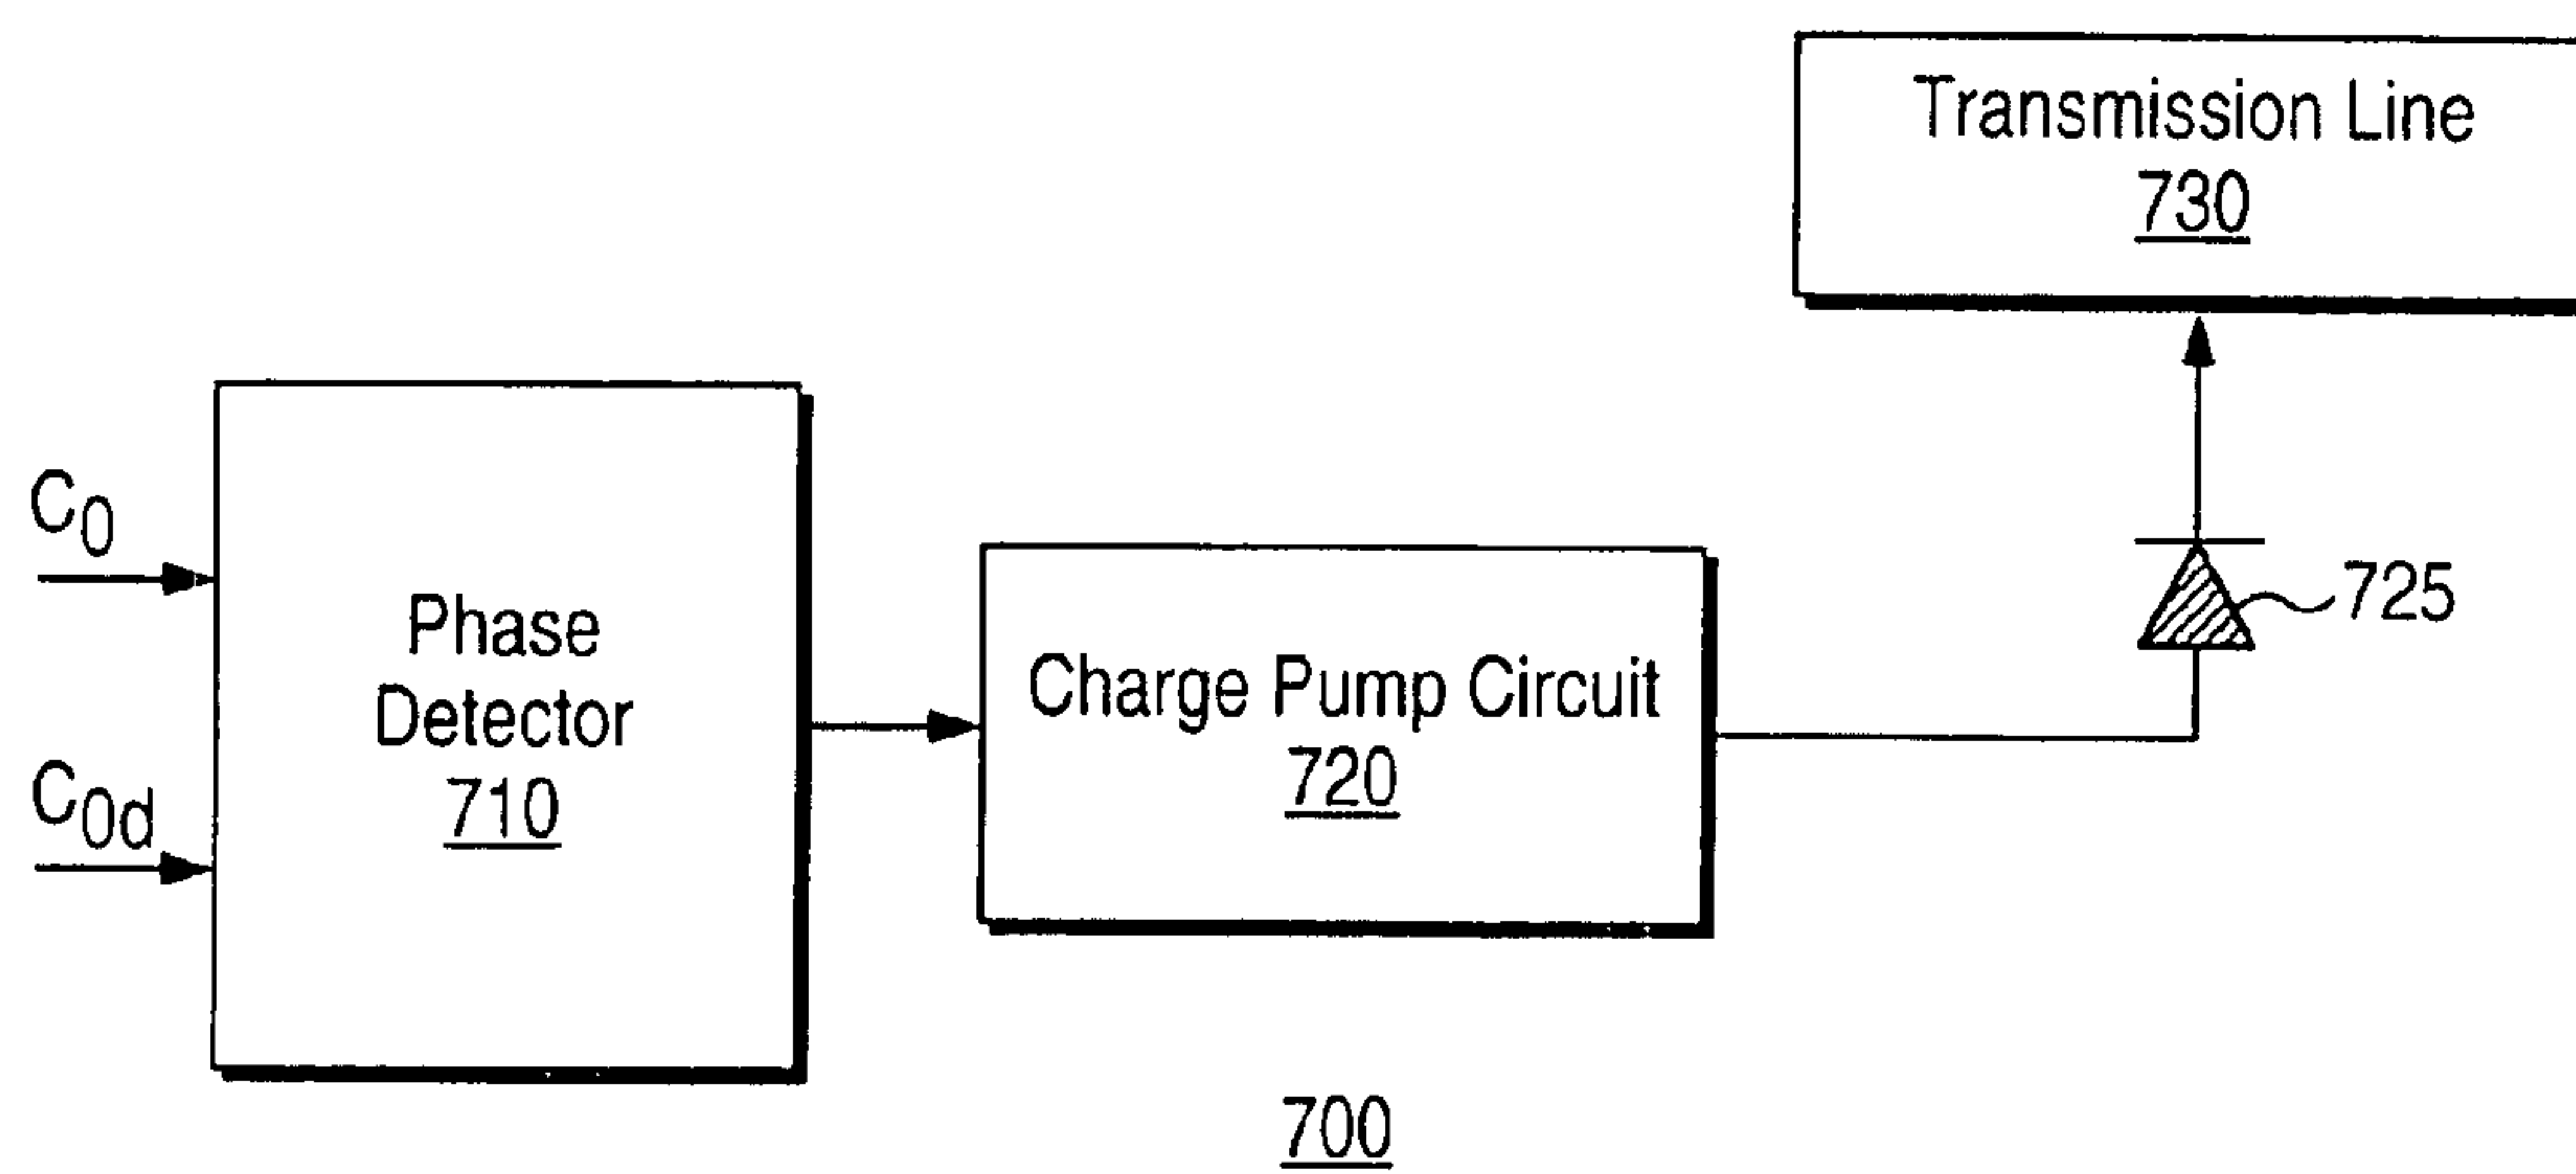 Transmission Line
730
C0
Phase
Detector
710
C0d
Charge Pump Circuit
720
725
700